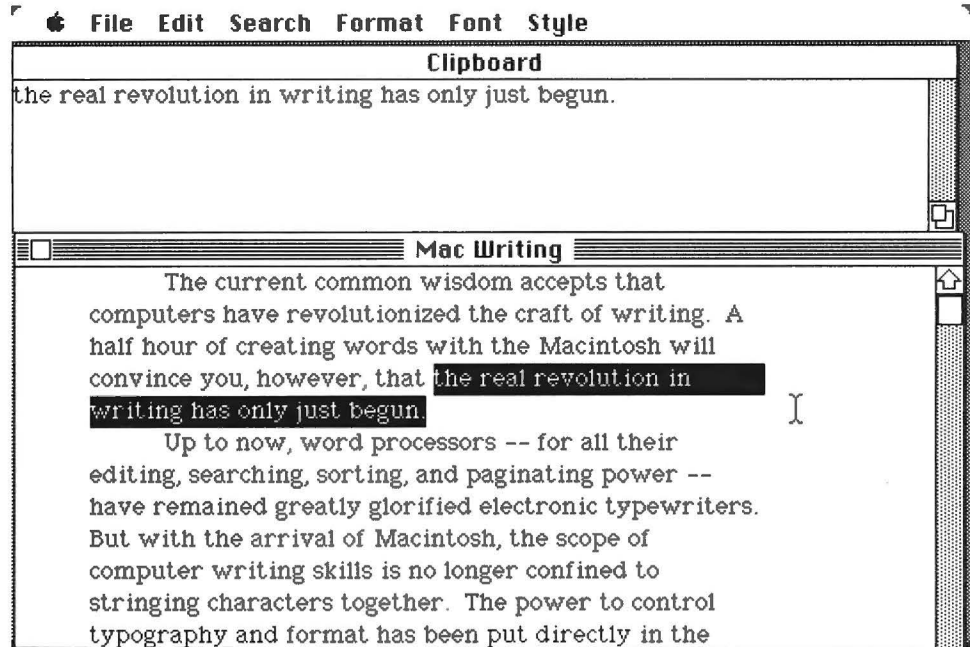 File Edit Search Format Font Style
Clipboard
the real revolution in writing has only just begun.
Mac Writing
The current common wisdom accepts that
computers have revolutionized the craft of writing. A
half hour of creating words with the Macintosh will
convince you, however, that the real revolution in
writing has only just begun.
Up to now, word processors -- for all their
editing, searching, sorting, and paginating power --
have remained greatly glorified electronic typewriters.
But with the arrival of Macintosh, the scope of
computer writing skills is no longer confined to
stringing characters together. The power to control
typography and format has been put directly in the